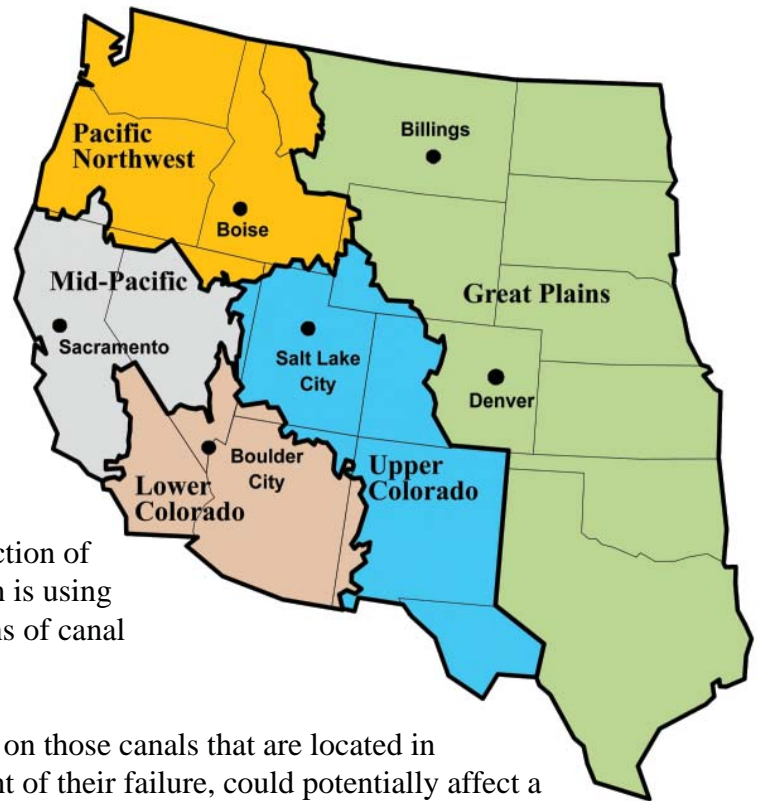 Pacific
Northwest
Billings
Boise
Mid-Pacific
Great Plains
Sacramento
Salt Lake
City
Denver
Boulder
City
Upper
Colorado
Lower
Colorado
ction of
n is using
ns of canal
on those canals that are located in
nt of their failure, could potentially affect a